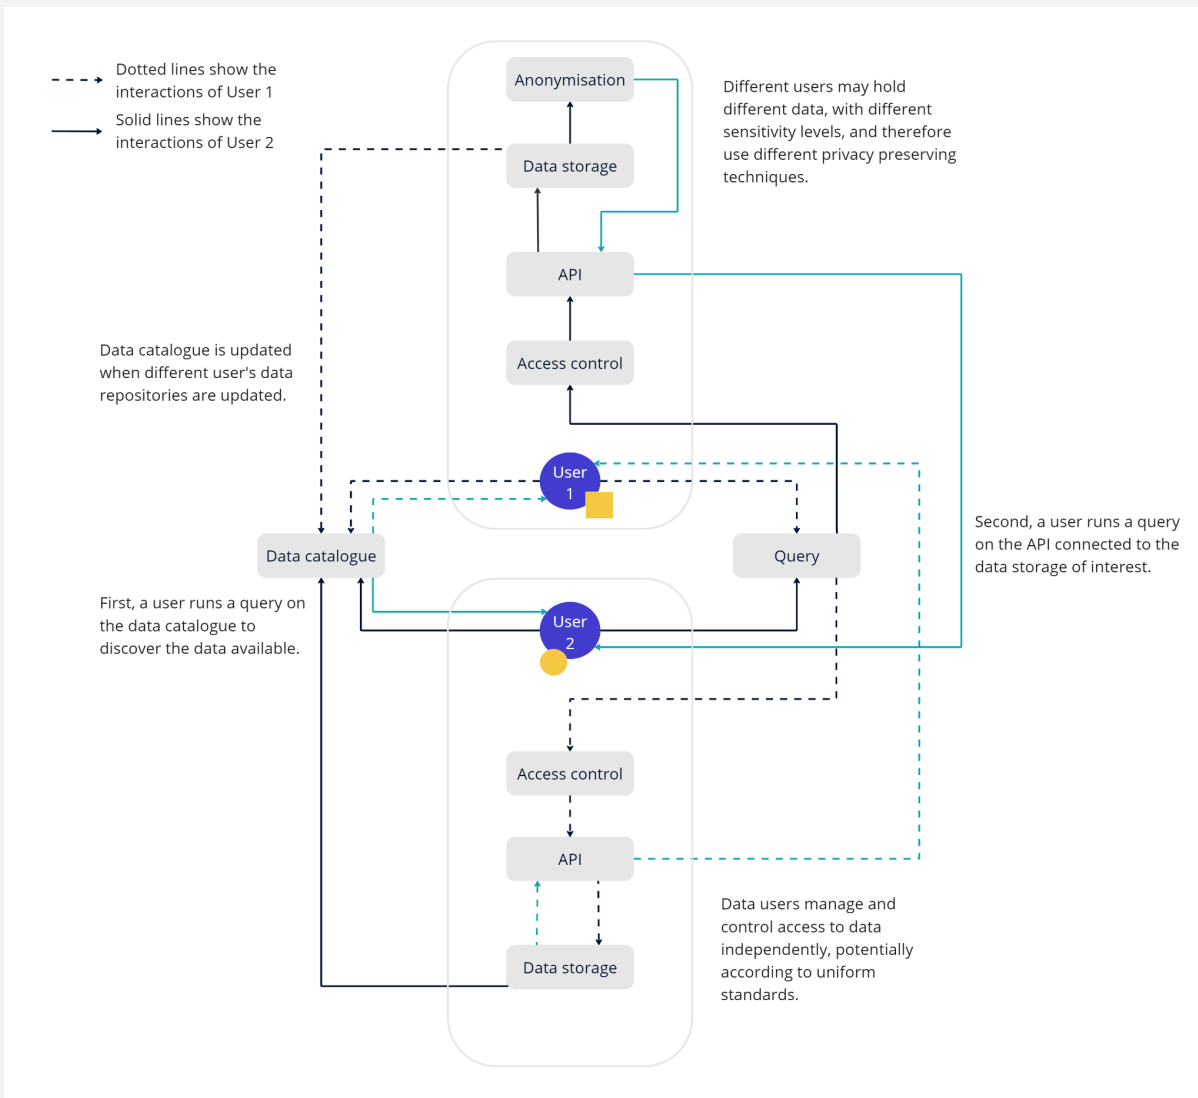 Dotted lines show the
interactions of User 1
Solid lines show the
interactions of User 2
Anonymisation
Different users may hold
different data, with different
sensitivity levels, and therefore
use different privacy preserving
techniques.
Data storage
API
Access control
Data catalogue is updated
when different user's data
repositories are updated.
User
1
Data catalogue
Query
Second, a user runs a query
on the API connected to the
data storage of interest.
First, a user runs a query on
the data catalogue to
discover the data available.
User
2
Access control
API
Data storage
Data users manage and
control access to data
independently, potentially
according to uniform
standards.